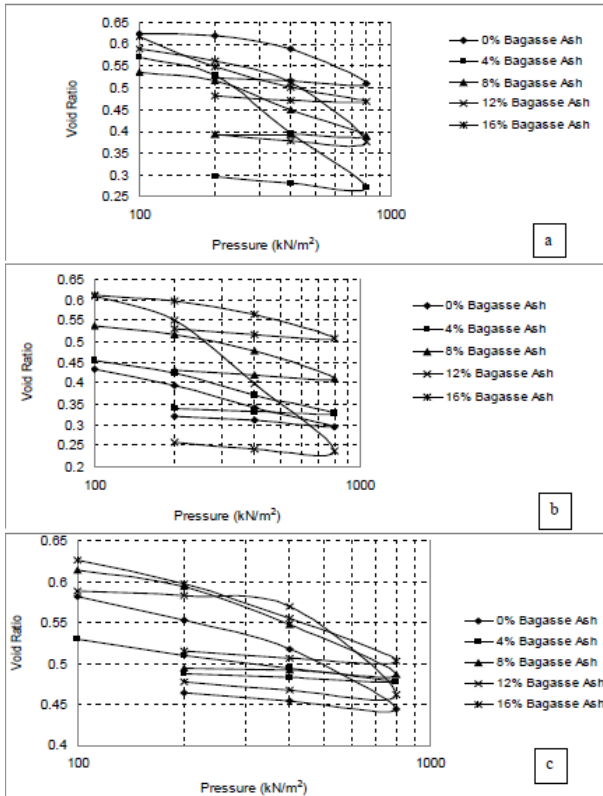 0.65
0.6
0.55
0.5
0.45
0.4
0.35
0.3
0.25
Void Ratio
100
1000
Pressure (kN/m²)
0% Bagasse Ash
4% Bagasse Ash
8% Bagasse Ash
12% Bagasse Ash
16% Bagasse Ash
a
0.65
0.6
0.55
0.5
0.45
0.4
0.35
0.3
0.25
0.2
Void Ratio
100
1000
Pressure (kN/m²)
0% Bagasse Ash
4% Bagasse Ash
8% Bagasse Ash
12% Bagasse Ash
16% Bagasse Ash
b
0.65
0.6
0.55
0.5
0.45
0.4
Void Ratio
100
1000
Pressure (kN/m²)
0% Bagasse Ash
4% Bagasse Ash
8% Bagasse Ash
12% Bagasse Ash
16% Bagasse Ash
c